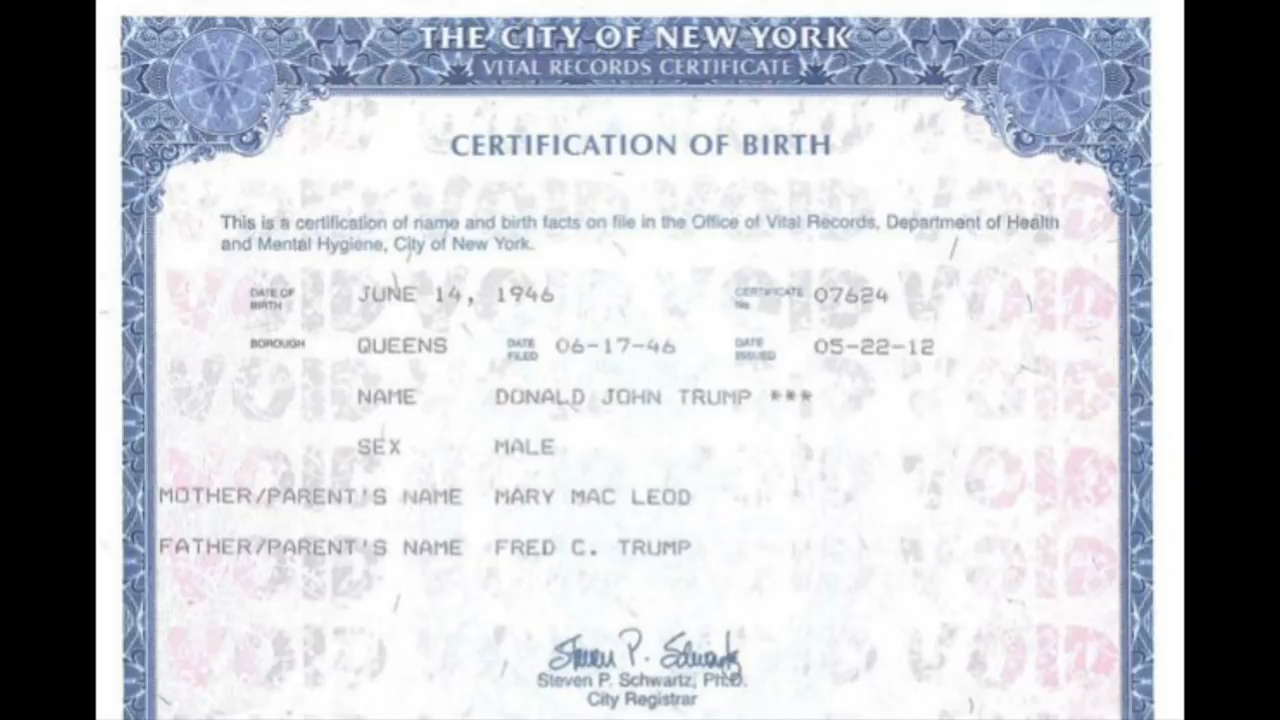 THE CITY OF NEW YORK
VITAL RECORDS CERTIFICATE
CERTIFICATION OF BIRTH
This is a certification of name and birth facts on file in the Office of Vital Records, Department of Health
and Mental Hygiene, City of New York.
DATE OF BIRTH JUNE 14, 1946 CERTIFICATE No. 07624
BOROUGH QUEENS DATE FILED 06-17-46 DATE ISSUED 05-22-12
NAME DONALD JOHN TRUMP ***
SEX MALE
MOTHER/PARENT'S NAME MARY MAC LEOD
FATHER/PARENT'S NAME FRED C. TRUMP
Steven P. Schwartz
Steven P. Schwartz, PH.D.
City Registrar